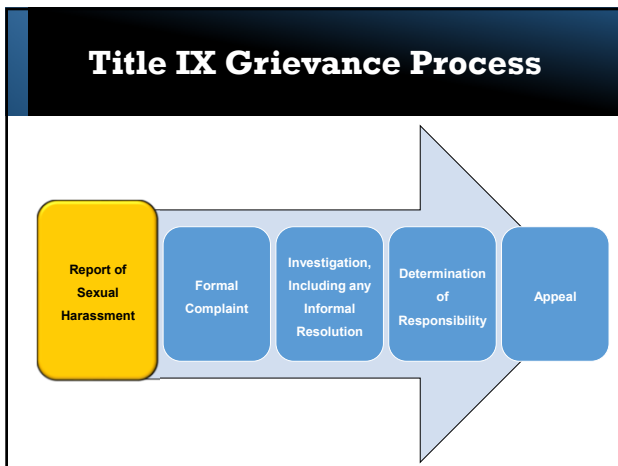 Title IX Grievance Process
Report of
Sexual
Harassment
Formal
Complaint
Investigation,
Including any
Informal
Resolution
Determination
of
Responsibility
Appeal